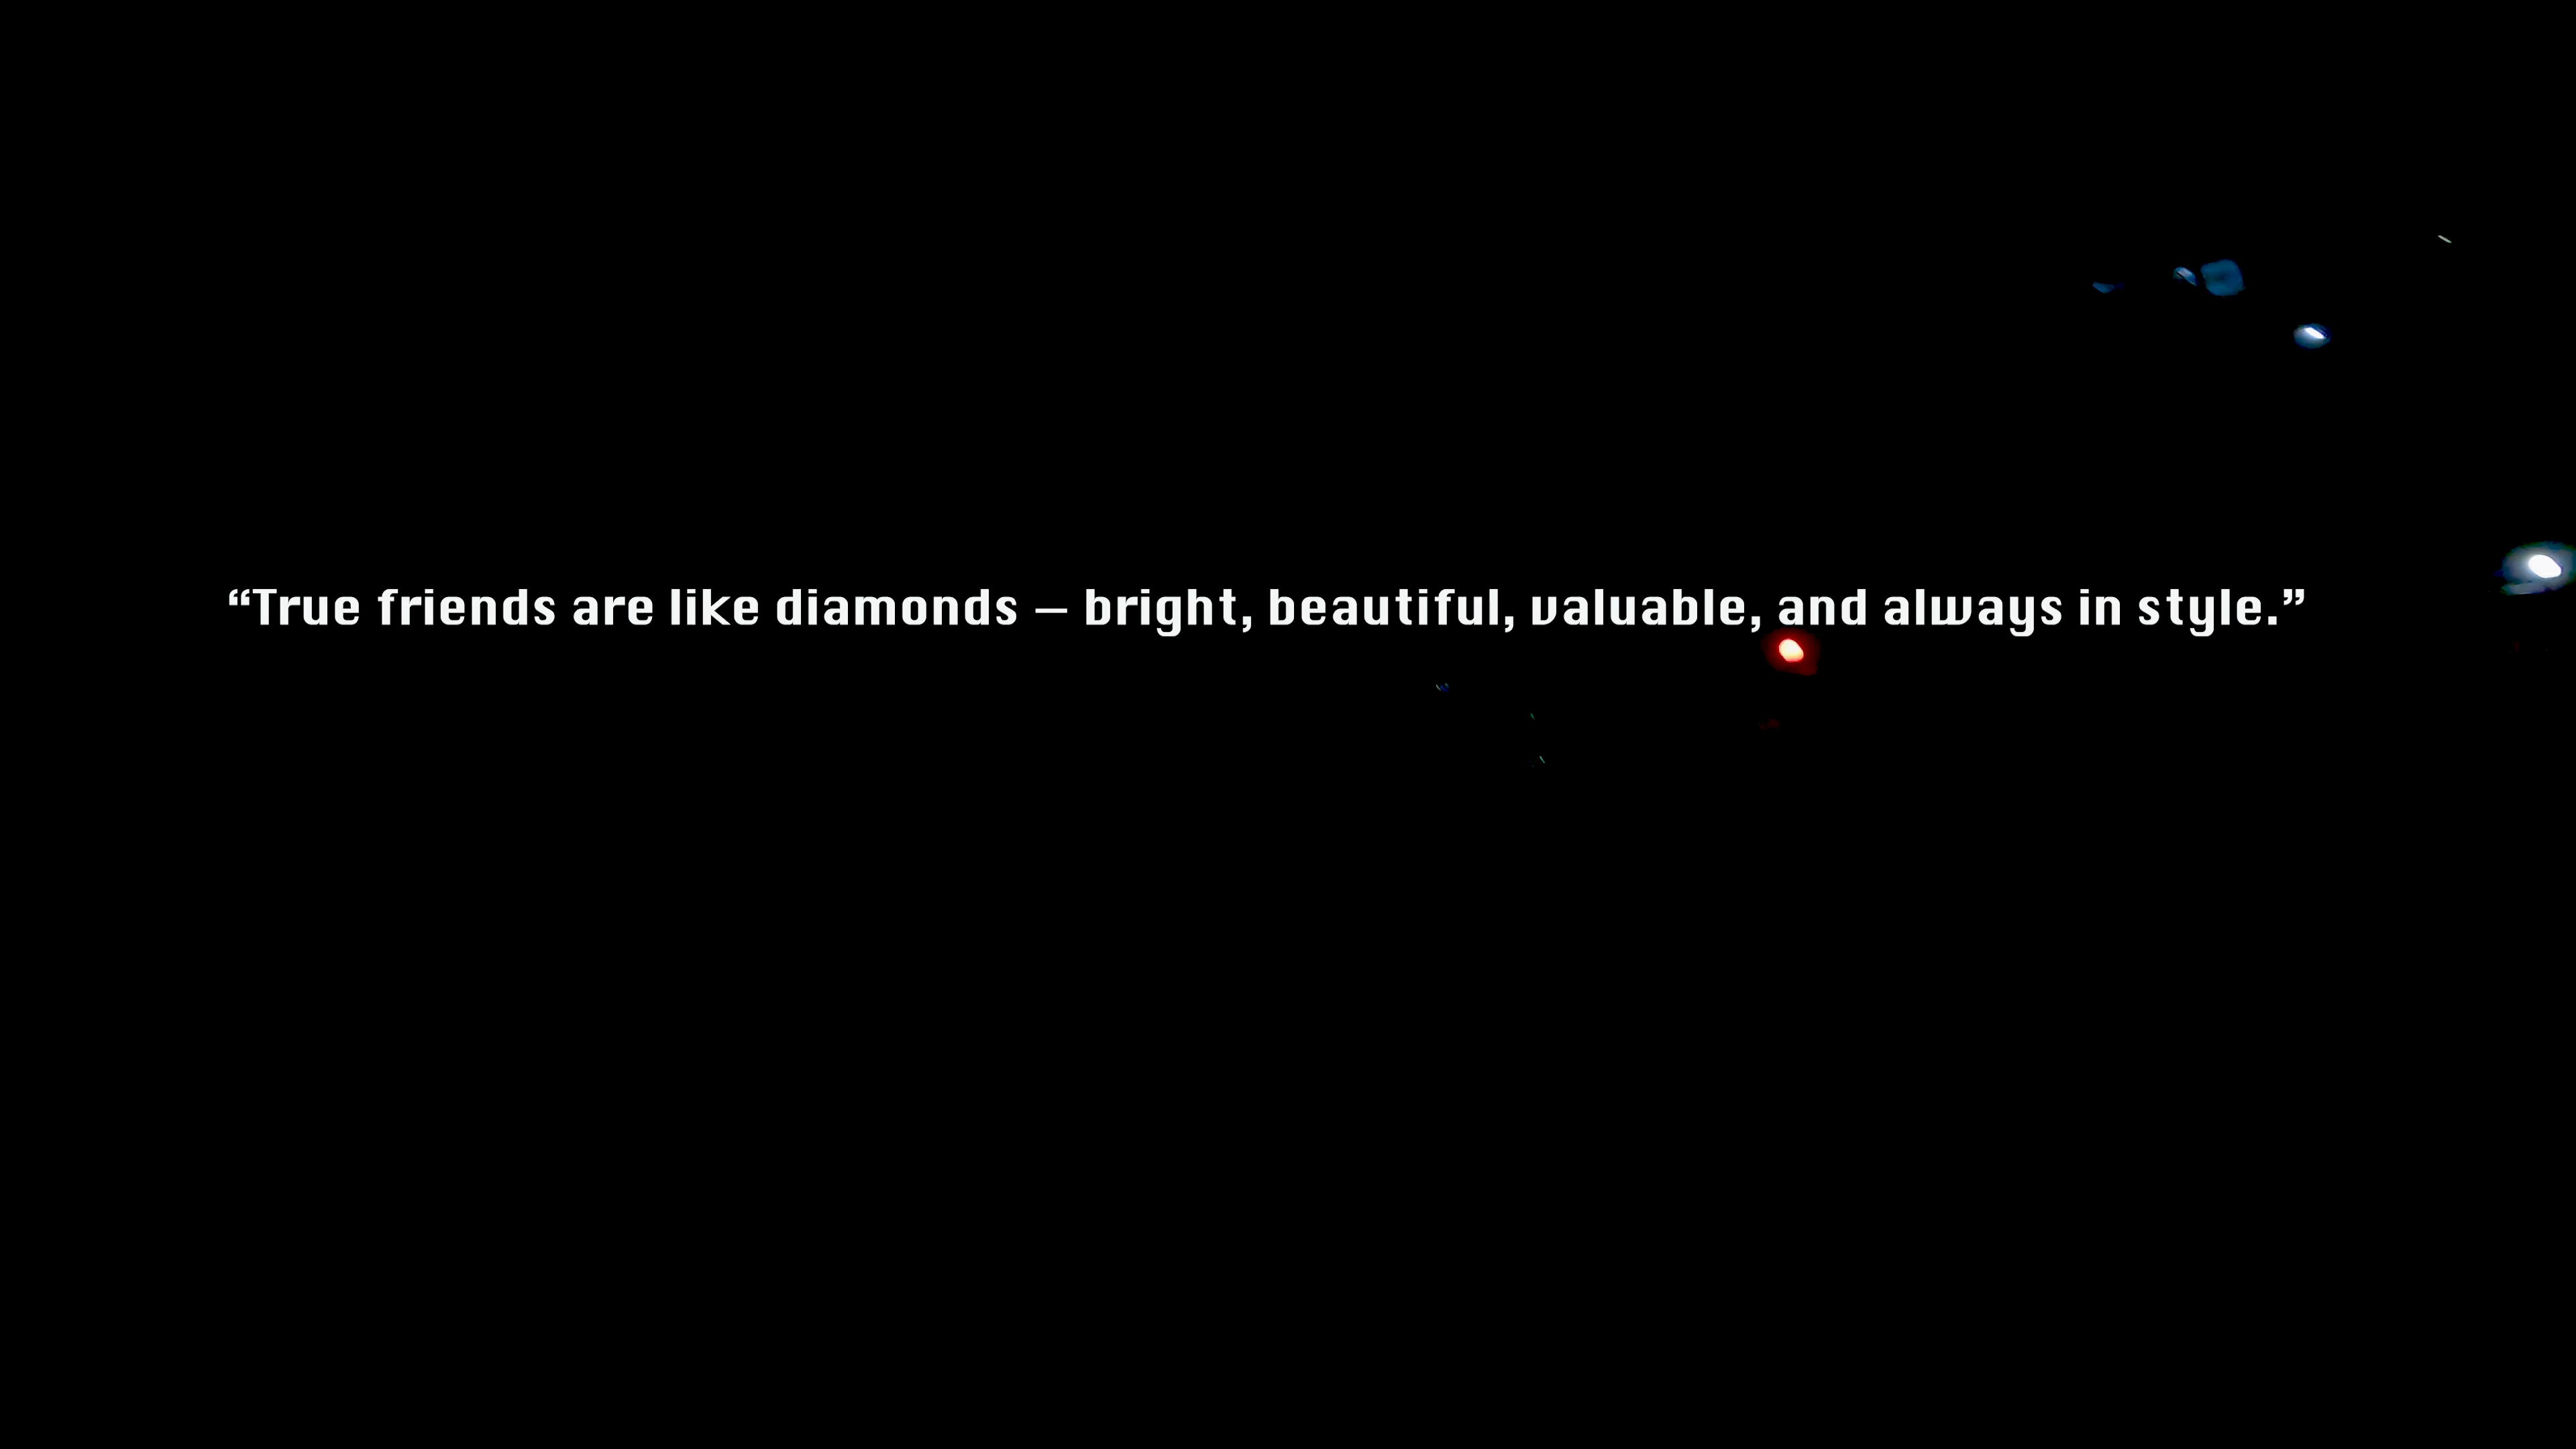 “True friends are like diamonds – bright, beautiful, valuable, and always in style.”